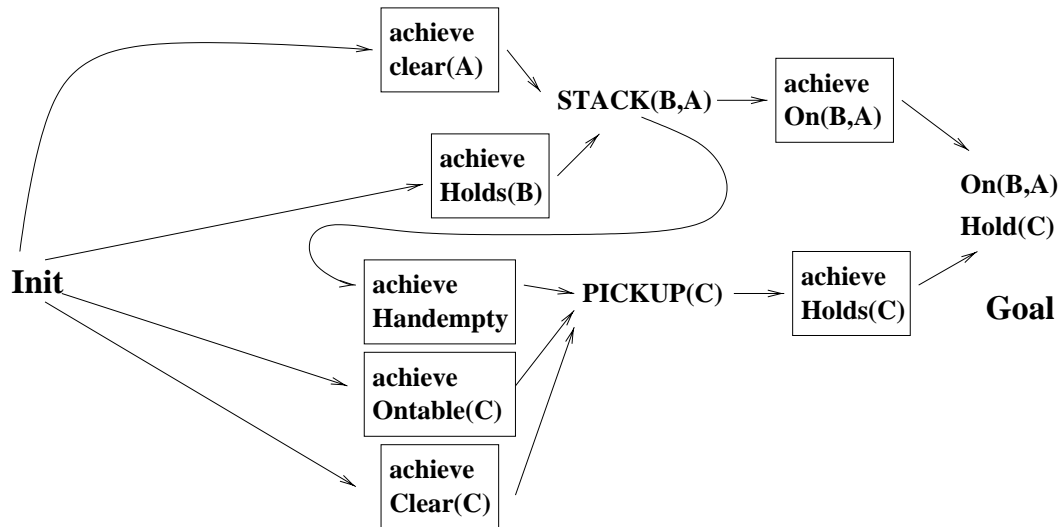 achieve
clear(A)
STACK(B,A)
achieve
On(B,A)
achieve
Holds(B)
On(B,A)
Hold(C)
Init
achieve
Handempty
PICKUP(C)
achieve
Holds(C)
Goal
achieve
Ontable(C)
achieve
Clear(C)